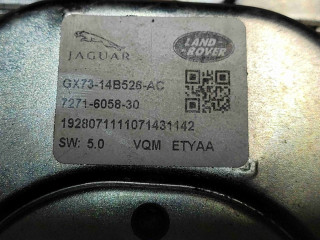 JAGUAR
LAND ROVER
GX73-14B526-AC
7271-6058-30
1928071111071431142
SW: 5.0 VQM ETYAA